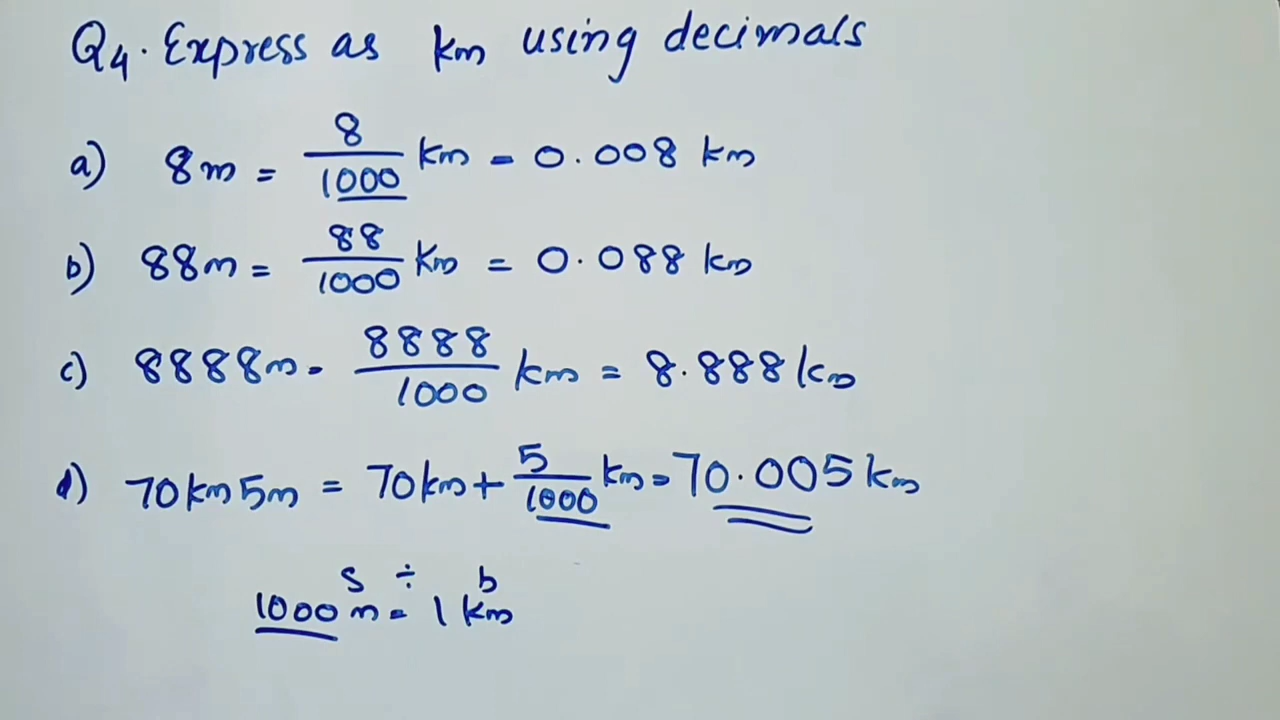 Q4. Express as km using decimals
a) 8m = 8/1000 km = 0.008 km
b) 88m = 88/1000 km = 0.088 km
c) 8888m = 8888/1000 km = 8.888 km
d) 70km 5m = 70km + 5/1000 km = 70.005 km
s ÷ b
1000 m = 1 km